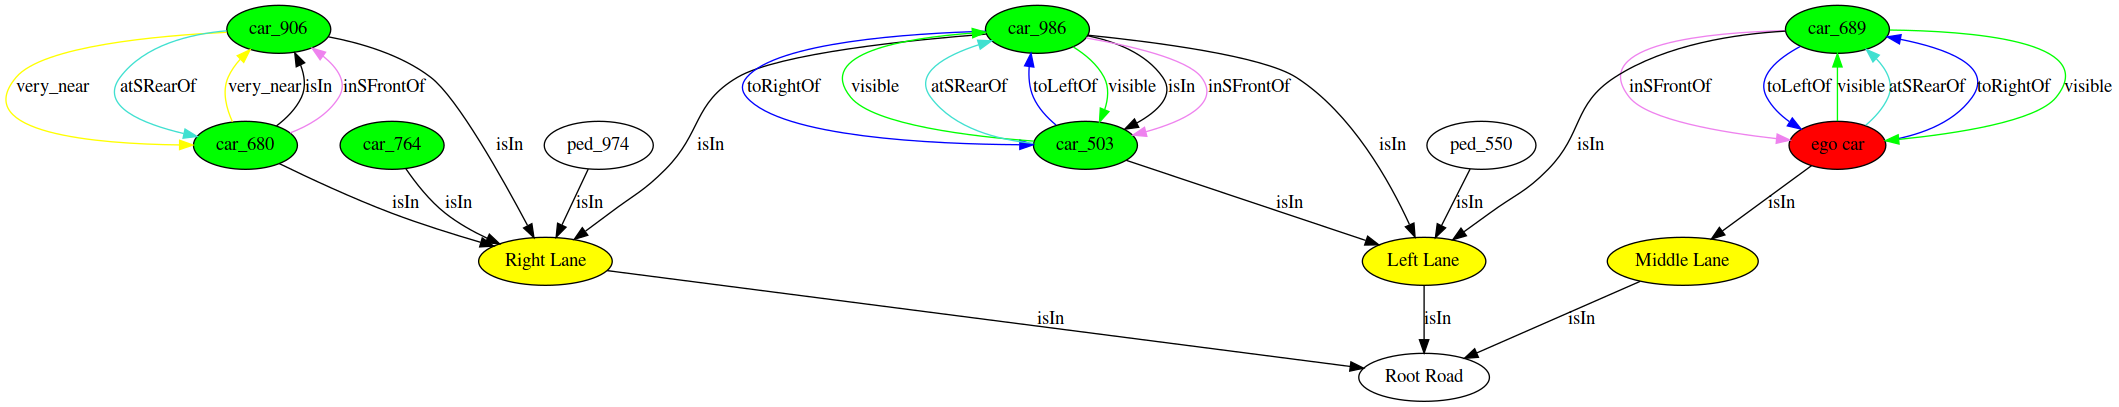 car_906
car_986
car_689
very_near
atSRearOf
very_near
isIn
inSFrontOf
toRightOf
visible
atSRearOf
toLeftOf
visible
isIn
inSFrontOf
inSFrontOf
toLeftOf
visible
atSRearOf
toRightOf
visible
car_680
car_764
ped_974
isIn
isIn
car_503
isIn
ped_550
isIn
ego car
isIn
isIn
isIn
isIn
isIn
isIn
Right Lane
Left Lane
Middle Lane
isIn
isIn
isIn
Root Road